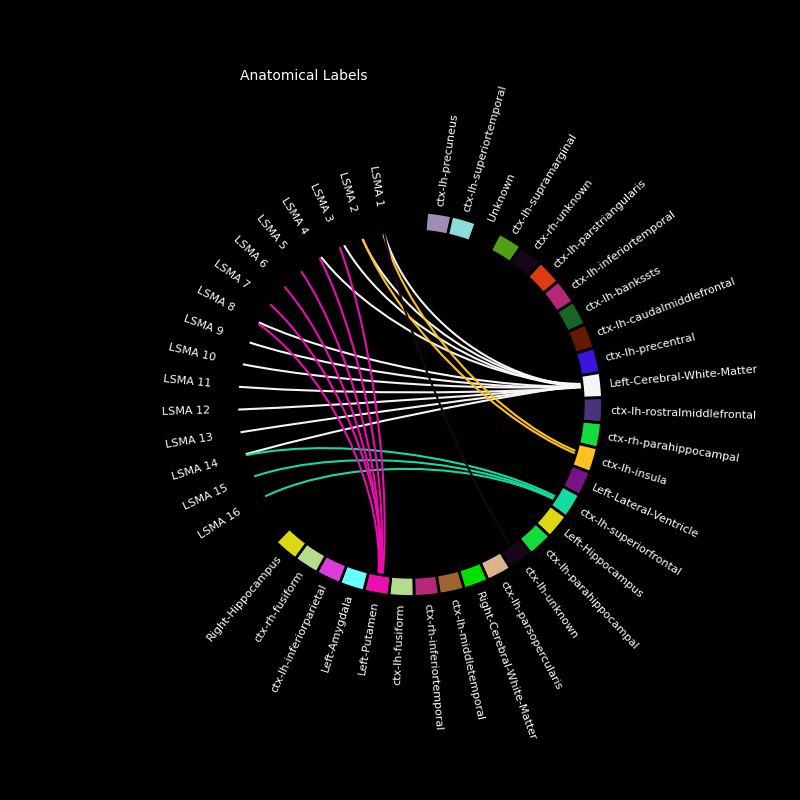 Anatomical Labels
LSMA 1
LSMA 2
LSMA 3
LSMA 4
LSMA 5
LSMA 6
LSMA 7
LSMA 8
LSMA 9
LSMA 10
LSMA 11
LSMA 12
LSMA 13
LSMA 14
LSMA 15
LSMA 16
Right-Hippocampus
ctx-rh-fusiform
ctx-lh-inferiorparietal
Left-Amygdala
Left-Putamen
ctx-lh-fusiform
ctx-rh-inferiortemporal
ctx-lh-middletemporal
Right-Cerebral-White-Matter
ctx-lh-parsopercularis
ctx-lh-unknown
ctx-lh-parahippocampal
Left-Hippocampus
ctx-lh-superiorfrontal
Left-Lateral-Ventricle
ctx-lh-insula
ctx-rh-parahippocampal
ctx-lh-rostralmiddlefrontal
Left-Cerebral-White-Matter
ctx-lh-precentral
ctx-lh-caudalmiddlefrontal
ctx-lh-bankssts
ctx-lh-inferiortemporal
ctx-lh-parstriangularis
ctx-rh-unknown
ctx-lh-supramarginal
Unknown
ctx-lh-superiortemporal
ctx-lh-precuneus